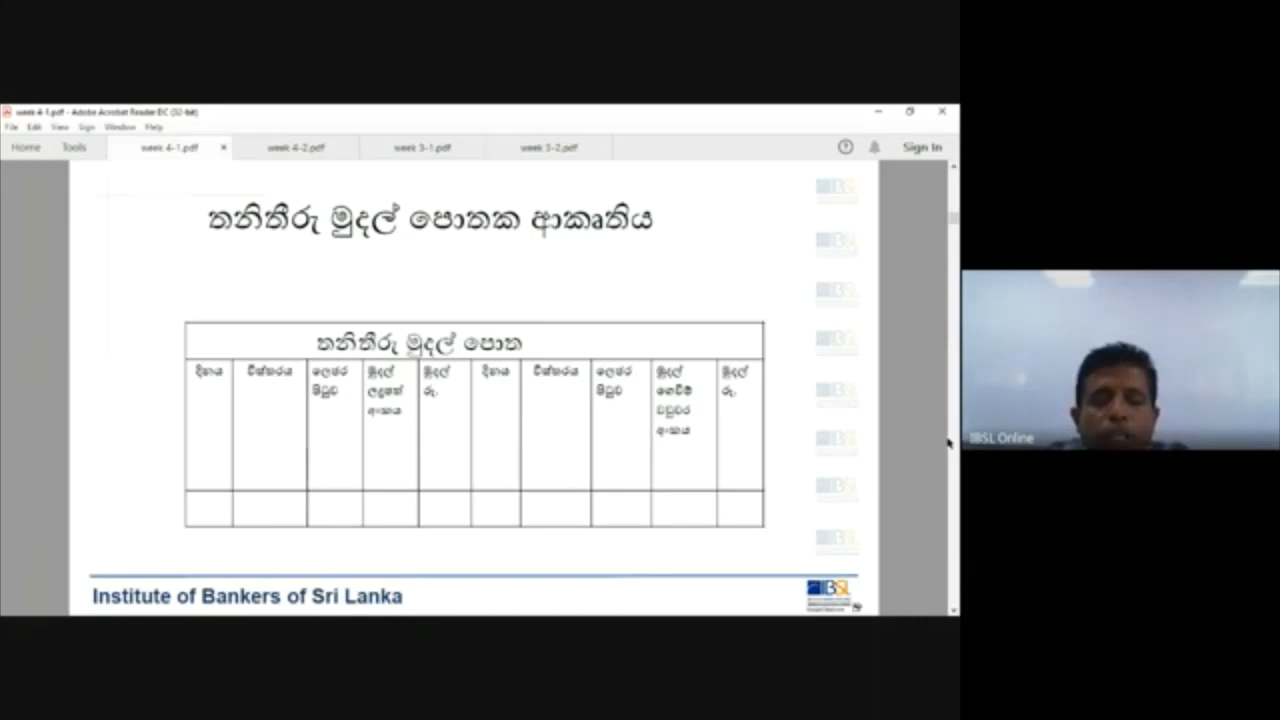 week 4-1.pdf - Adobe Acrobat Reader DC (32-bit)
File Edit View Sign Window Help
Home Tools week 4-1.pdf × week 4-2.pdf week 3-1.pdf week 3-2.pdf Sign In
තනිතීරු මුදල් පොතක ආකෘතිය
තනිතීරු මුදල් පොත
දිනය විස්තරය ලෙජර මුදල් මුදල් දිනය විස්තරය ලෙජර මුදල් මුදල්
පිටුව ලදුපත් රු. පිටුව ගෙවීම් රු.
අංකය වවුචර
අංකය
Institute of Bankers of Sri Lanka
IBSL
IBSL Online